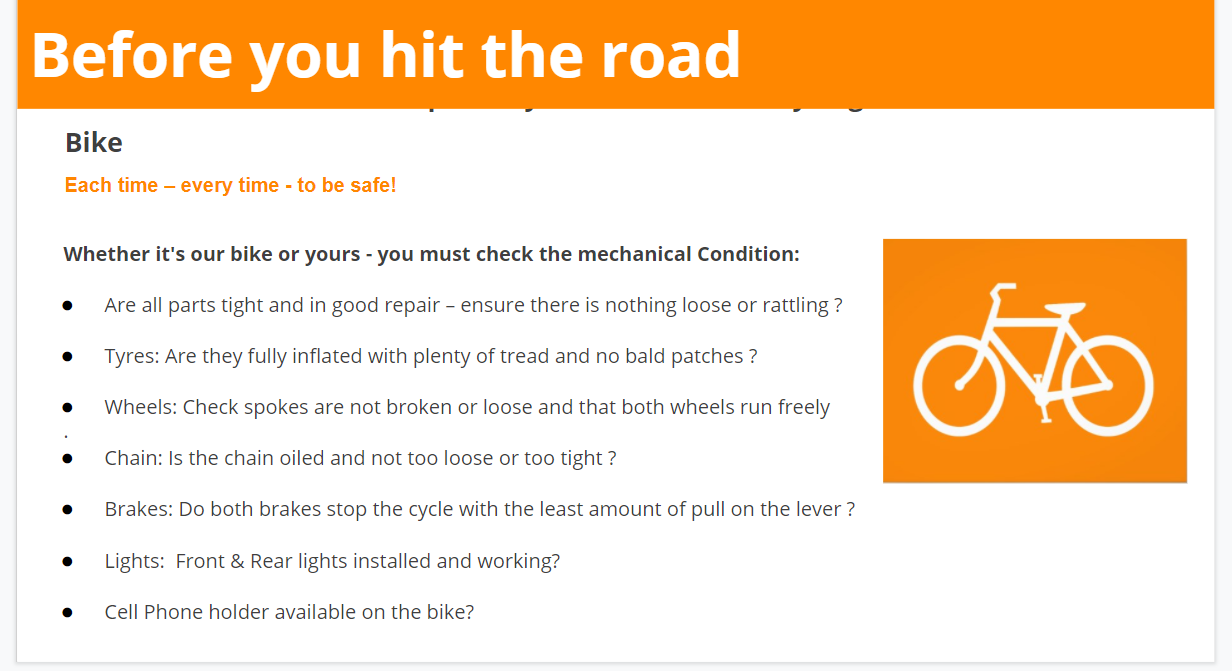 Before you hit the road
Bike
Each time – every time - to be safe!
Whether it's our bike or yours - you must check the mechanical Condition:
● Are all parts tight and in good repair – ensure there is nothing loose or rattling ?
● Tyres: Are they fully inflated with plenty of tread and no bald patches ?
● Wheels: Check spokes are not broken or loose and that both wheels run freely
.
● Chain: Is the chain oiled and not too loose or too tight ?
● Brakes: Do both brakes stop the cycle with the least amount of pull on the lever ?
● Lights:  Front & Rear lights installed and working?
● Cell Phone holder available on the bike?